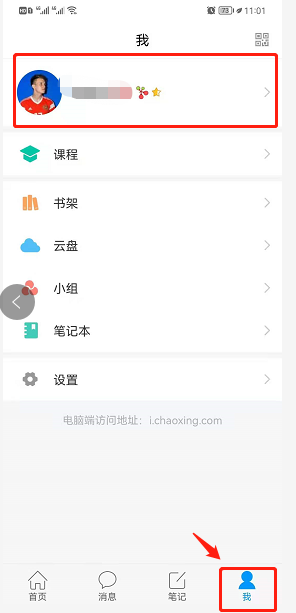 11:01
我
课程
书架
云盘
小组
笔记本
设置
电脑端访问地址：i.chaoxing.com
首页
消息
笔记
我